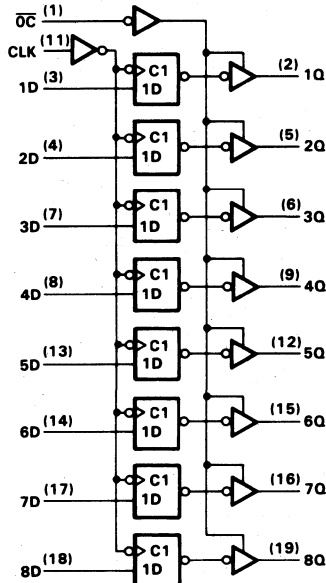 OC (1)
CLK (11)
1D (3) C1 1D (2) 1Q
2D (4) C1 1D (5) 2Q
3D (7) C1 1D (6) 3Q
4D (8) C1 1D (9) 4Q
5D (13) C1 1D (12) 5Q
6D (14) C1 1D (15) 6Q
7D (17) C1 1D (16) 7Q
8D (18) C1 1D (19) 8Q